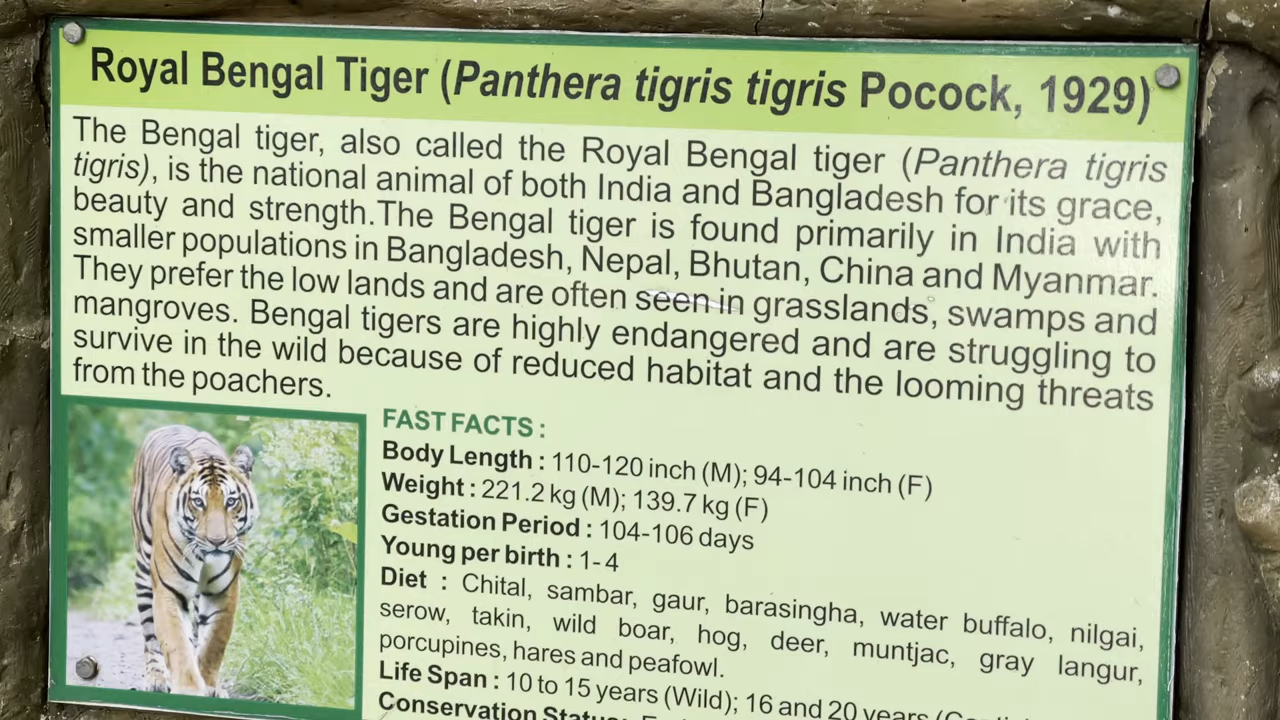 Royal Bengal Tiger (Panthera tigris tigris Pocock, 1929)
The Bengal tiger, also called the Royal Bengal tiger (Panthera tigris
tigris), is the national animal of both India and Bangladesh for its grace,
beauty and strength.The Bengal tiger is found primarily in India with
smaller populations in Bangladesh, Nepal, Bhutan, China and Myanmar.
They prefer the low lands and are often seen in grasslands, swamps and
mangroves. Bengal tigers are highly endangered and are struggling to
survive in the wild because of reduced habitat and the looming threats
from the poachers.
FAST FACTS :
Body Length : 110-120 inch (M); 94-104 inch (F)
Weight : 221.2 kg (M); 139.7 kg (F)
Gestation Period : 104-106 days
Young per birth : 1- 4
Diet : Chital, sambar, gaur, barasingha, water buffalo, nilgai,
serow, takin, wild boar, hog, deer, muntjac, gray langur,
porcupines, hares and peafowl.
Life Span : 10 to 15 years (Wild); 16 and 20 years
Conservation Status: